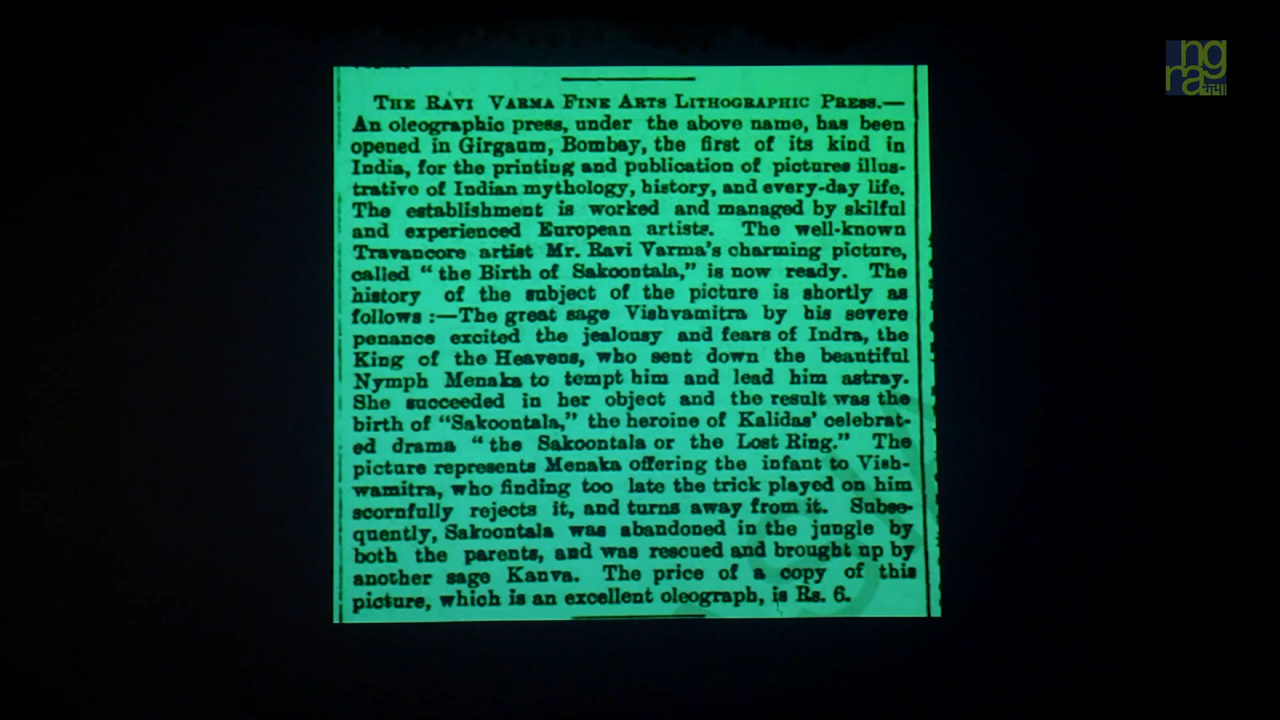 THE RAVI VARMA FINE ARTS LITHOGRAPHIC PRESS.—
An oleographic press, under the above name, has been
opened in Girgaum, Bombay, the first of its kind in
India, for the printing and publication of pictures illus-
trative of Indian mythology, history, and every-day life.
The establishment is worked and managed by skilful
and experienced European artists. The well-known
Travancore artist Mr. Ravi Varma's charming picture,
called “the Birth of Sakoontala,” is now ready. The
history of the subject of the picture is shortly as
follows :—The great sage Vishvamitra by his severe
penance excited the jealousy and fears of Indra, the
King of the Heavens, who sent down the beautiful
Nymph Menaka to tempt him and lead him astray.
She succeeded in her object and the result was the
birth of “Sakoontala,” the heroine of Kalidas' celebrat-
ed drama “the Sakoontala or the Lost Ring.” The
picture represents Menaka offering the infant to Vish-
wamitra, who finding too late the trick played on him
scornfully rejects it, and turns away from it. Subse-
quently, Sakoontala was abandoned in the jungle by
both the parents, and was rescued and brought up by
another sage Kanva. The price of a copy of this
picture, which is an excellent oleograph, is Rs. 6.